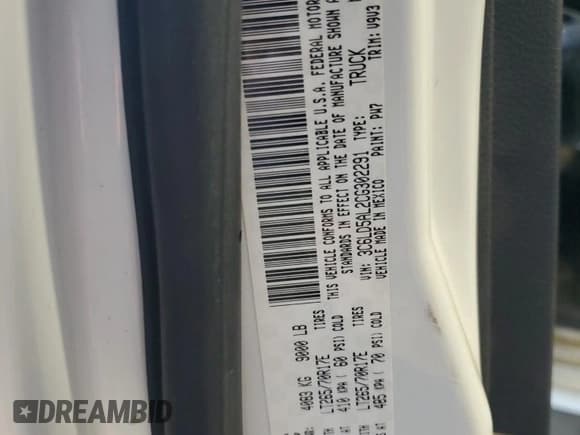 4083 KG 9000 LB
TIRES
LT265/70R17E
410 KPA ( 60 PSI) COLD
TIRES
LT265/70R17E
485 KPA ( 70 PSI) COLD
THIS VEHICLE CONFORMS TO ALL APPLICABLE U.S.A. FEDERAL MOTOR
STANDARDS IN EFFECT ON THE DATE OF MANUFACTURE SHOWN
VIN: 3C6LD5AL2CG302291 TYPE: TRUCK
VEHICLE MADE IN MEXICO PAINT: PW7 TRIM: V9V3
DREAMBID